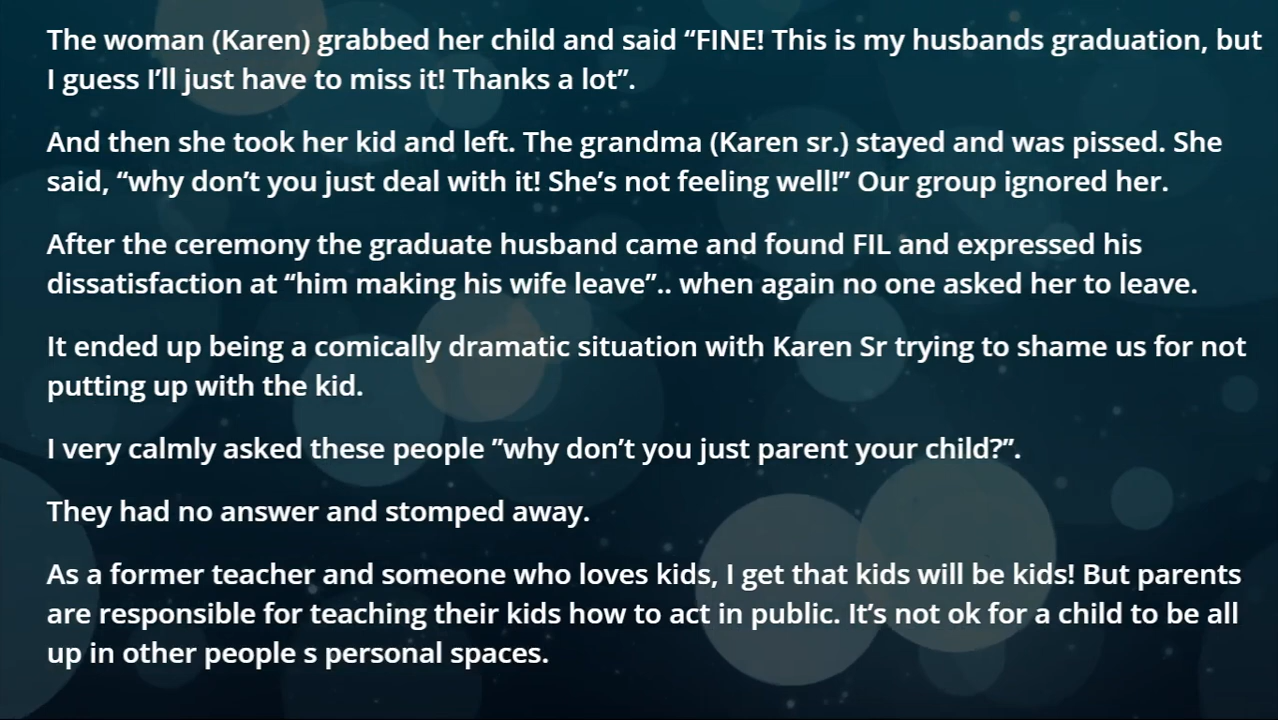 The woman (Karen) grabbed her child and said “FINE! This is my husbands graduation, but
I guess I’ll just have to miss it! Thanks a lot”.
And then she took her kid and left. The grandma (Karen sr.) stayed and was pissed. She
said, “why don’t you just deal with it! She’s not feeling well!” Our group ignored her.
After the ceremony the graduate husband came and found FIL and expressed his
dissatisfaction at “him making his wife leave”.. when again no one asked her to leave.
It ended up being a comically dramatic situation with Karen Sr trying to shame us for not
putting up with the kid.
I very calmly asked these people ”why don’t you just parent your child?”.
They had no answer and stomped away.
As a former teacher and someone who loves kids, I get that kids will be kids! But parents
are responsible for teaching their kids how to act in public. It’s not ok for a child to be all
up in other people s personal spaces.